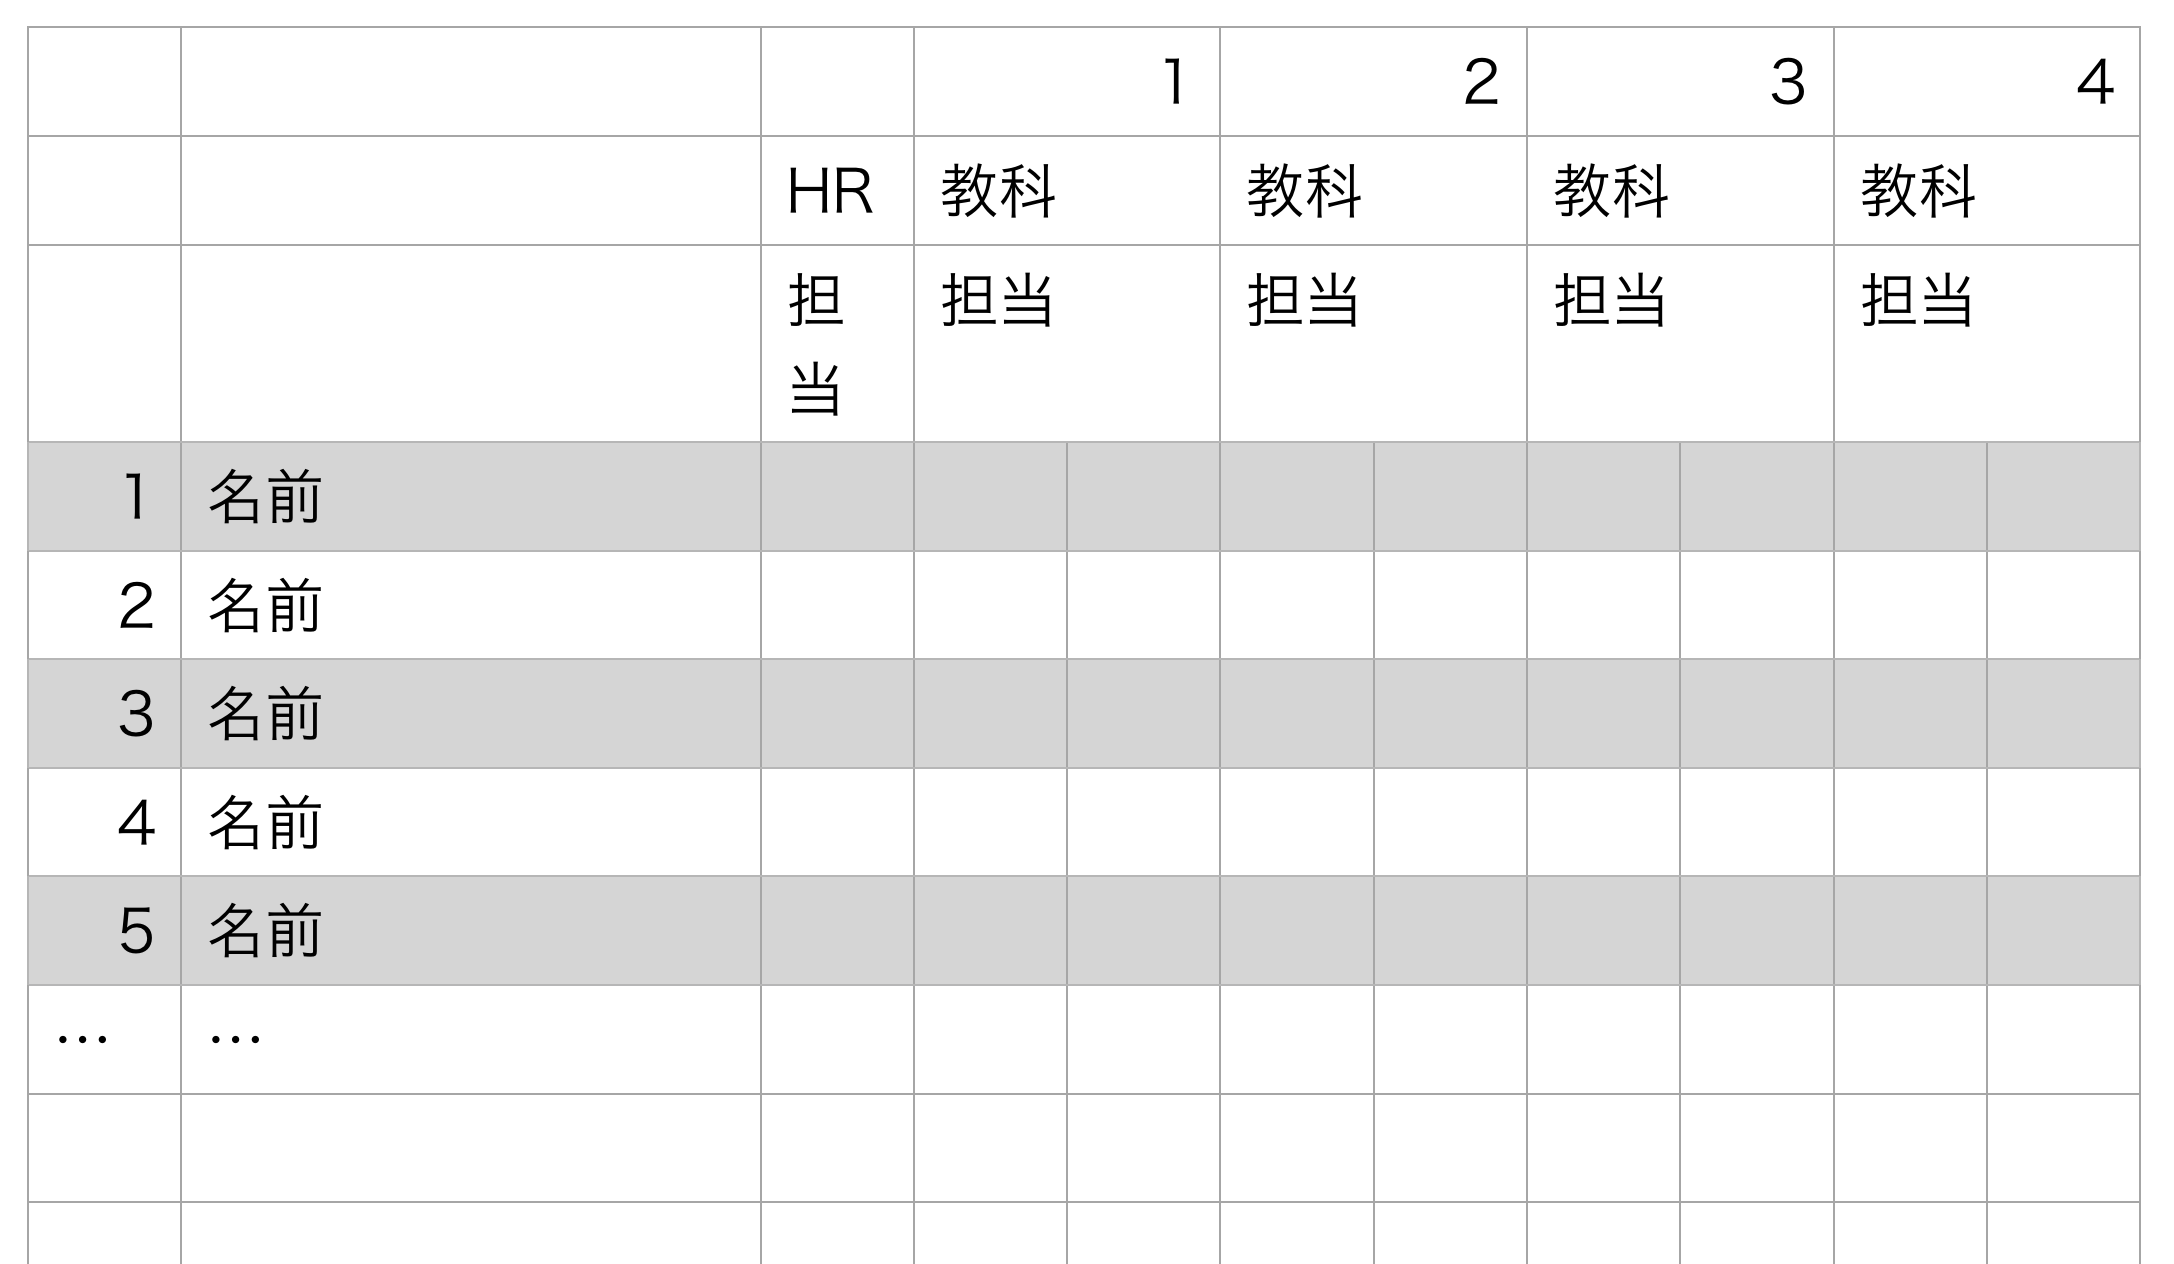 1 2 3 4
HR 教科 教科 教科 教科
担当 担当 担当 担当 担当
1 名前
2 名前
3 名前
4 名前
5 名前
… …